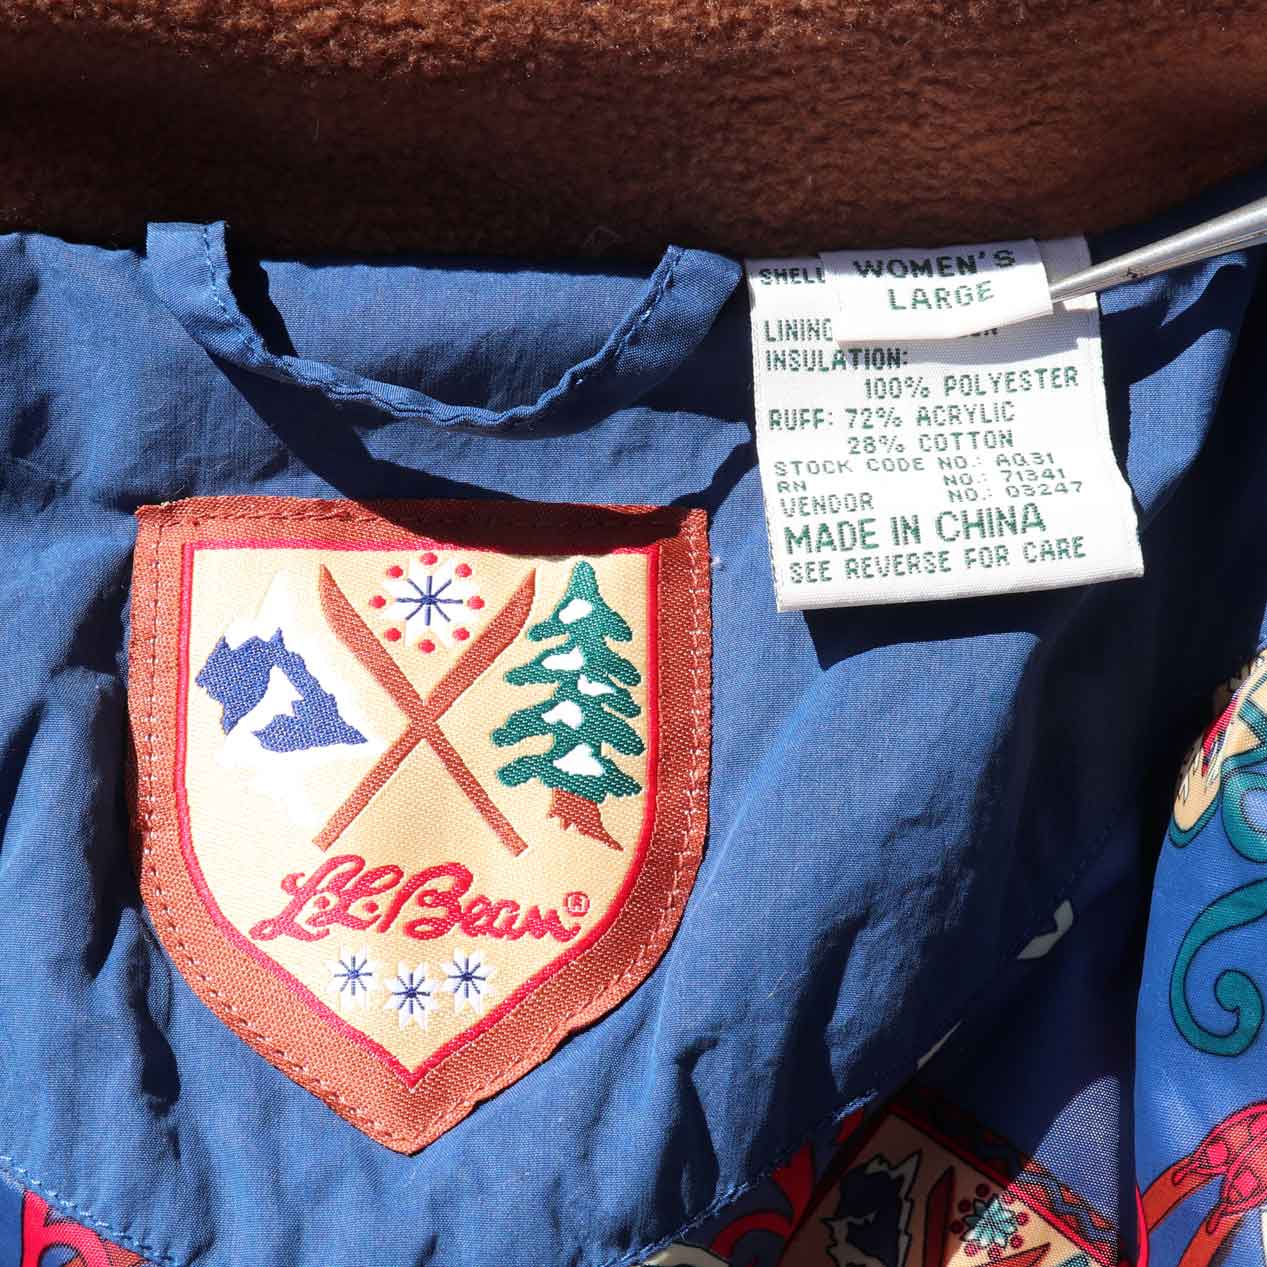 L.L.Bean®
WOMEN'S
LARGE
SHELL
LINING
INSULATION:
100% POLYESTER
RUFF: 72% ACRYLIC
28% COTTON
STOCK CODE NO.: AG31
RN NO.: 71341
VENDOR NO.: 03247
MADE IN CHINA
SEE REVERSE FOR CARE